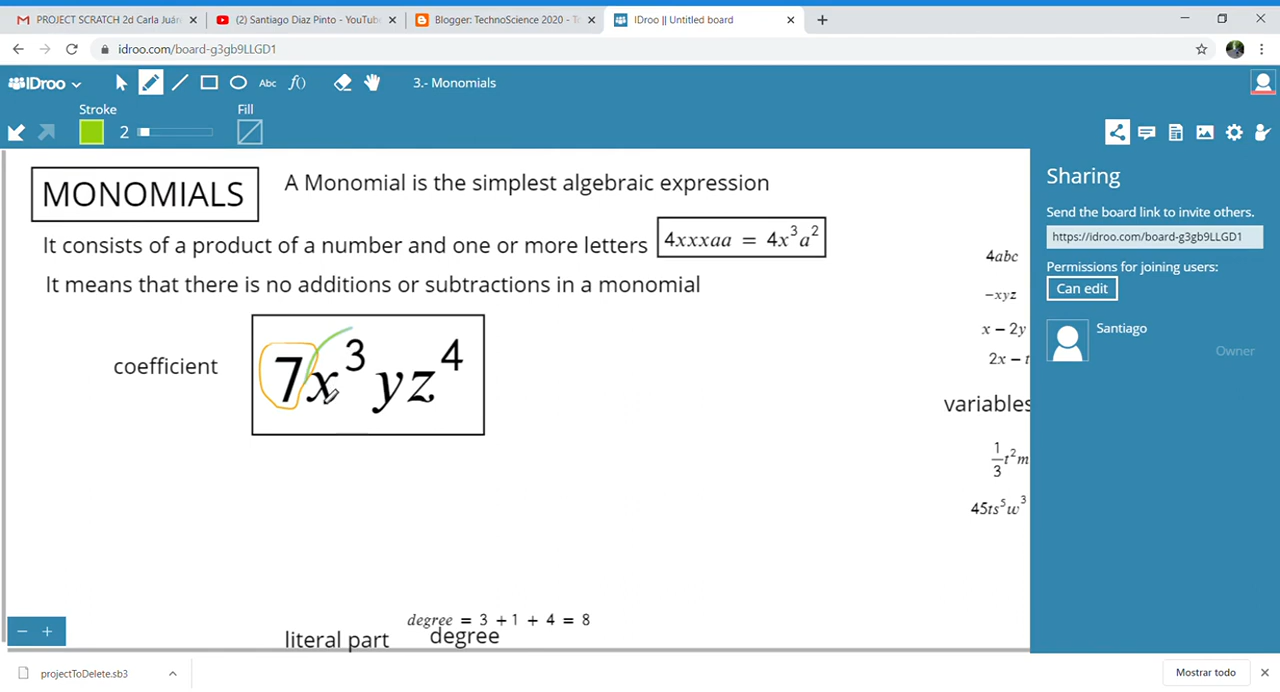 PROJECT SCRATCH 2d Carla Juár
(2) Santiago Diaz Pinto - YouTube
Blogger: TechnoScience 2020 - T
IDroo || Untitled board
idroo.com/board-g3gb9LLGD1
IDroo
Abc
f()
3.- Monomials
Stroke
Fill
2
MONOMIALS
A Monomial is the simplest algebraic expression
It consists of a product of a number and one or more letters
4xxxaa = 4x³a²
It means that there is no additions or subtractions in a monomial
coefficient
7x³yz⁴
4abc
−xyz
x − 2y
2x − t
variables
1/3 t²m
45ts⁵w³
degree = 3 + 1 + 4 = 8
literal part
degree
Sharing
Send the board link to invite others.
https://idroo.com/board-g3gb9LLGD1
Permissions for joining users:
Can edit
Santiago
Owner
projectToDelete.sb3
Mostrar todo